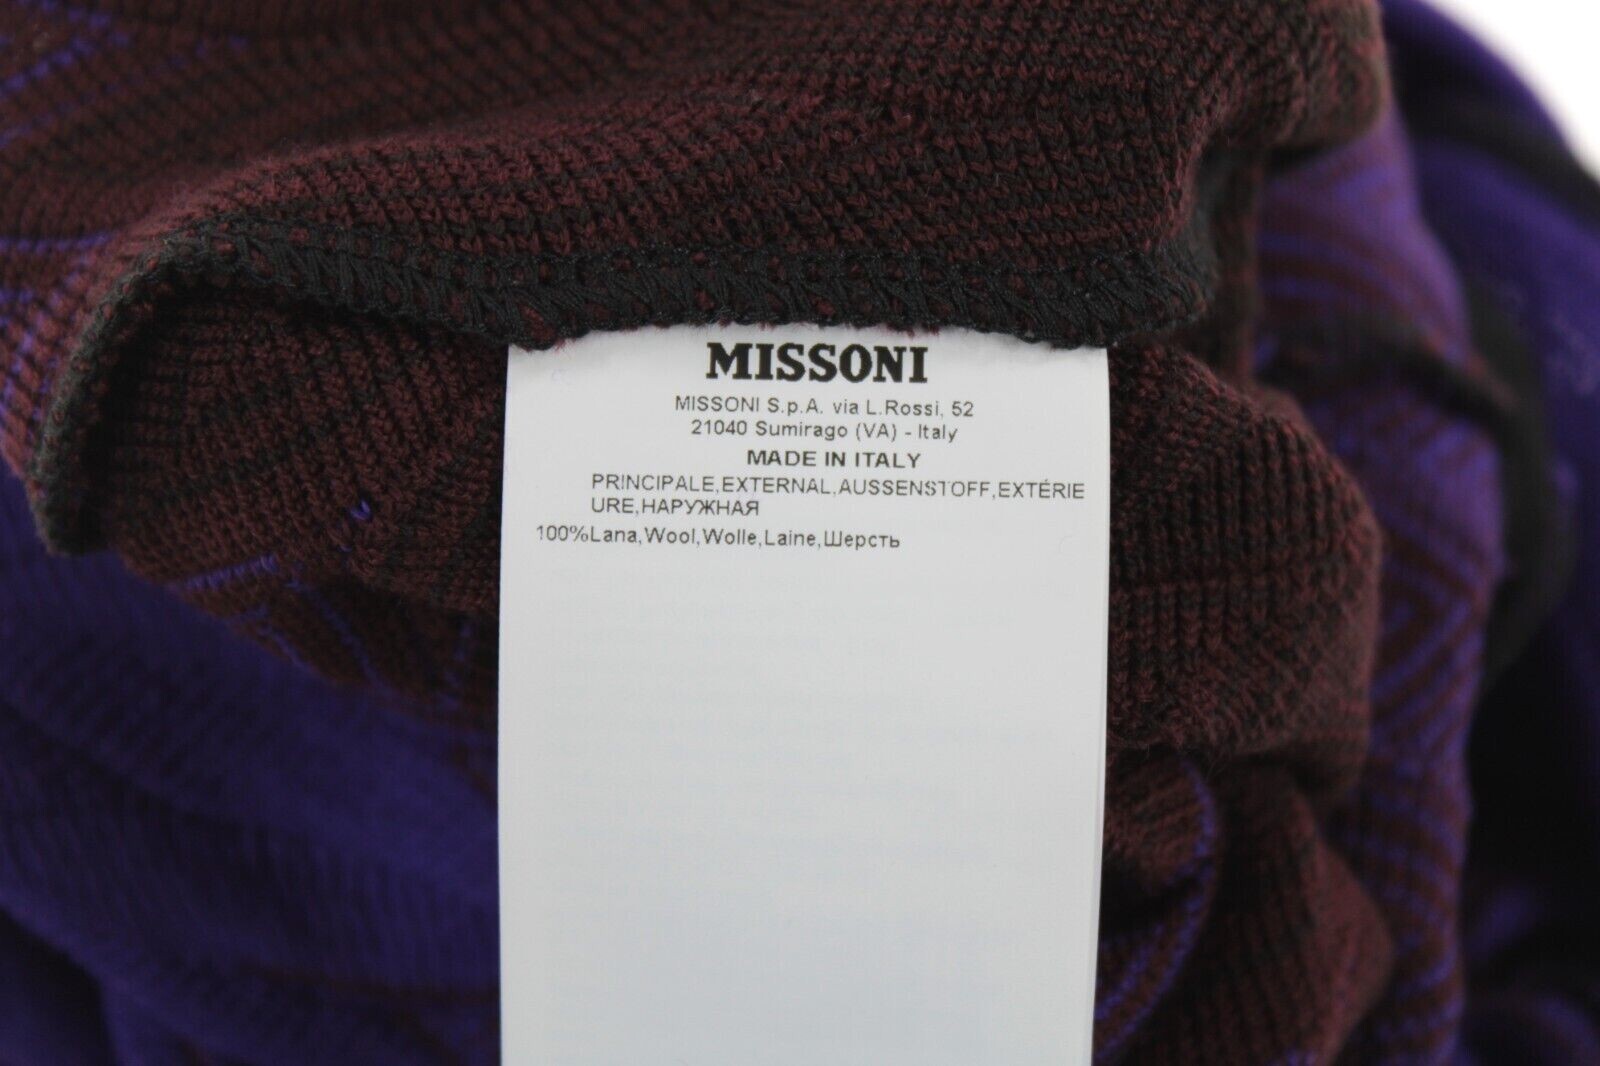 MISSONI
MISSONI S.p.A. via L.Rossi, 52
21040 Sumirago (VA) - Italy
MADE IN ITALY
PRINCIPALE,EXTERNAL,AUSSENSTOFF,EXTÉRIE
URE,НАРУЖНАЯ
100%Lana,Wool,Wolle,Laine,Шерсть